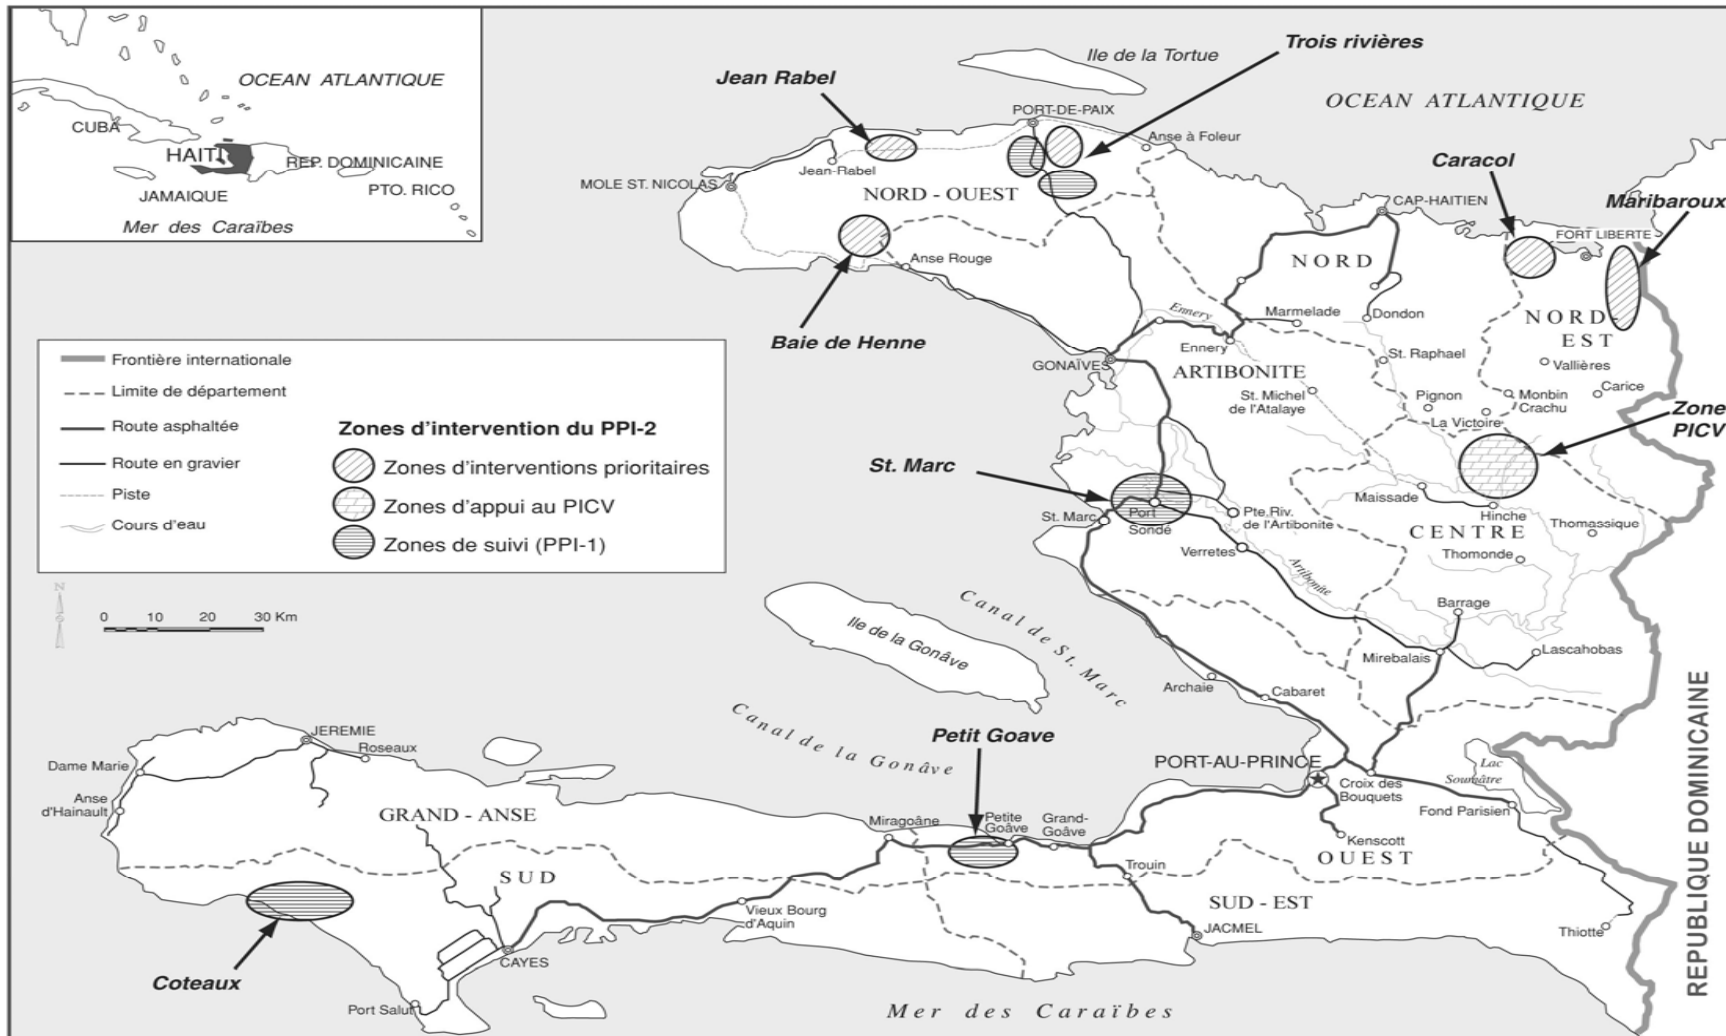 OCEAN ATLANTIQUE
CUBA
HAITI
REP. DOMINICAINE
JAMAIQUE
PTO. RICO
Mer des Caraïbes
Jean Rabel
Ile de la Tortue
Trois rivières
OCEAN ATLANTIQUE
PORT-DE-PAIX
Anse à Foleur
Caracol
Jean-Rabel
MOLE ST. NICOLAS
NORD - OUEST
CAP-HAITIEN
Maribaroux
FORT LIBERTE
Anse Rouge
NORD
Baie de Henne
Ennery
Marmelade
Dondon
NORD-
EST
Ennery
St. Raphael
Vallières
GONAÏVES
ARTIBONITE
St. Michel
de l'Atalaye
Pignon
Monbin
Crachu
Carice
La Victoire
Zone
PICV
Frontière internationale
Limite de département
Route asphaltée
Route en gravier
Piste
Cours d'eau
Zones d'intervention du PPI-2
Zones d'interventions prioritaires
Zones d'appui au PICV
Zones de suivi (PPI-1)
St. Marc
Maissade
St. Marc
Port
Sondé
Pte.Riv.
de l'Artibonite
Hinche
Thomassique
Verretes
CENTRE
Thomonde
N
S
0 10 20 30 Km
Artibonite
Barrage
Canal de St. Marc
Ile de la Gonâve
Mirebalais
Lascahobas
Archaie
Cabaret
Canal de la Gonâve
Petit Goave
JEREMIE
Roseaux
Dame Marie
PORT-AU-PRINCE
Croix des
Bouquets
Lac
Soumâtre
Anse
d'Hainault
GRAND - ANSE
Miragoâne
Petite
Goâve
Grand-
Goâve
Fond Parisien
Kenscott
OUEST
SUD
Trouin
Vieux Bourg
d'Aquin
SUD - EST
JACMEL
Thiotte
CAYES
Coteaux
Port Salut
Mer des Caraïbes
REPUBLIQUE DOMINICAINE